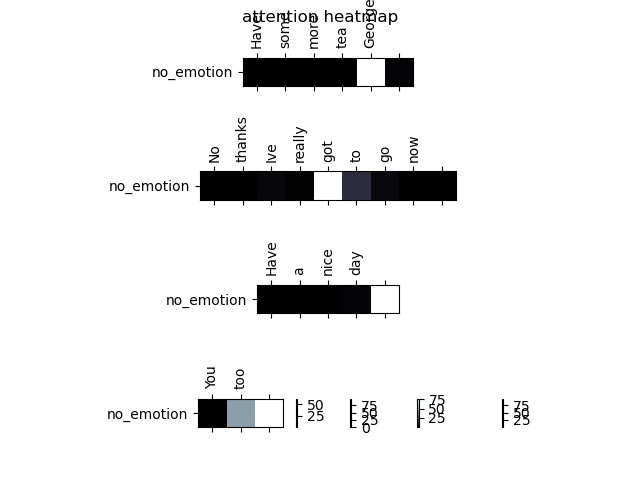 attention heatmap
Have some more tea George
no_emotion
No thanks Ive really got to go now
no_emotion
Have a nice day
no_emotion
You too
no_emotion
50 25
75 50 25 0
75 50 25
75 50 25